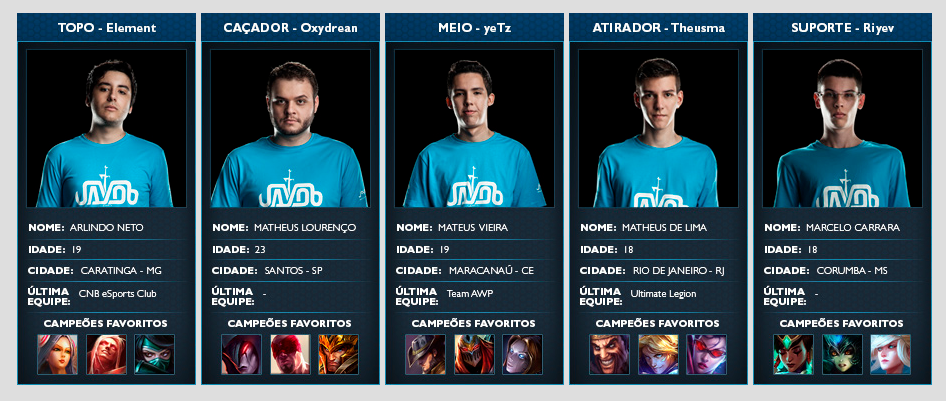 TOPO - Element
NOME: ARLINDO NETO
IDADE: 19
CIDADE: CARATINGA - MG
ÚLTIMA EQUIPE: CNB eSports Club
CAMPEÕES FAVORITOS
CAÇADOR - Oxydrean
NOME: MATHEUS LOURENÇO
IDADE: 23
CIDADE: SANTOS - SP
ÚLTIMA EQUIPE: -
CAMPEÕES FAVORITOS
MEIO - yeTz
NOME: MATEUS VIEIRA
IDADE: 19
CIDADE: MARACANAÚ - CE
ÚLTIMA EQUIPE: Team AWP
CAMPEÕES FAVORITOS
ATIRADOR - Theusma
NOME: MATHEUS DE LIMA
IDADE: 18
CIDADE: RIO DE JANEIRO - RJ
ÚLTIMA EQUIPE: Ultimate Legion
CAMPEÕES FAVORITOS
SUPORTE - Riyev
NOME: MARCELO CARRARA
IDADE: 18
CIDADE: CORUMBA - MS
ÚLTIMA EQUIPE: -
CAMPEÕES FAVORITOS